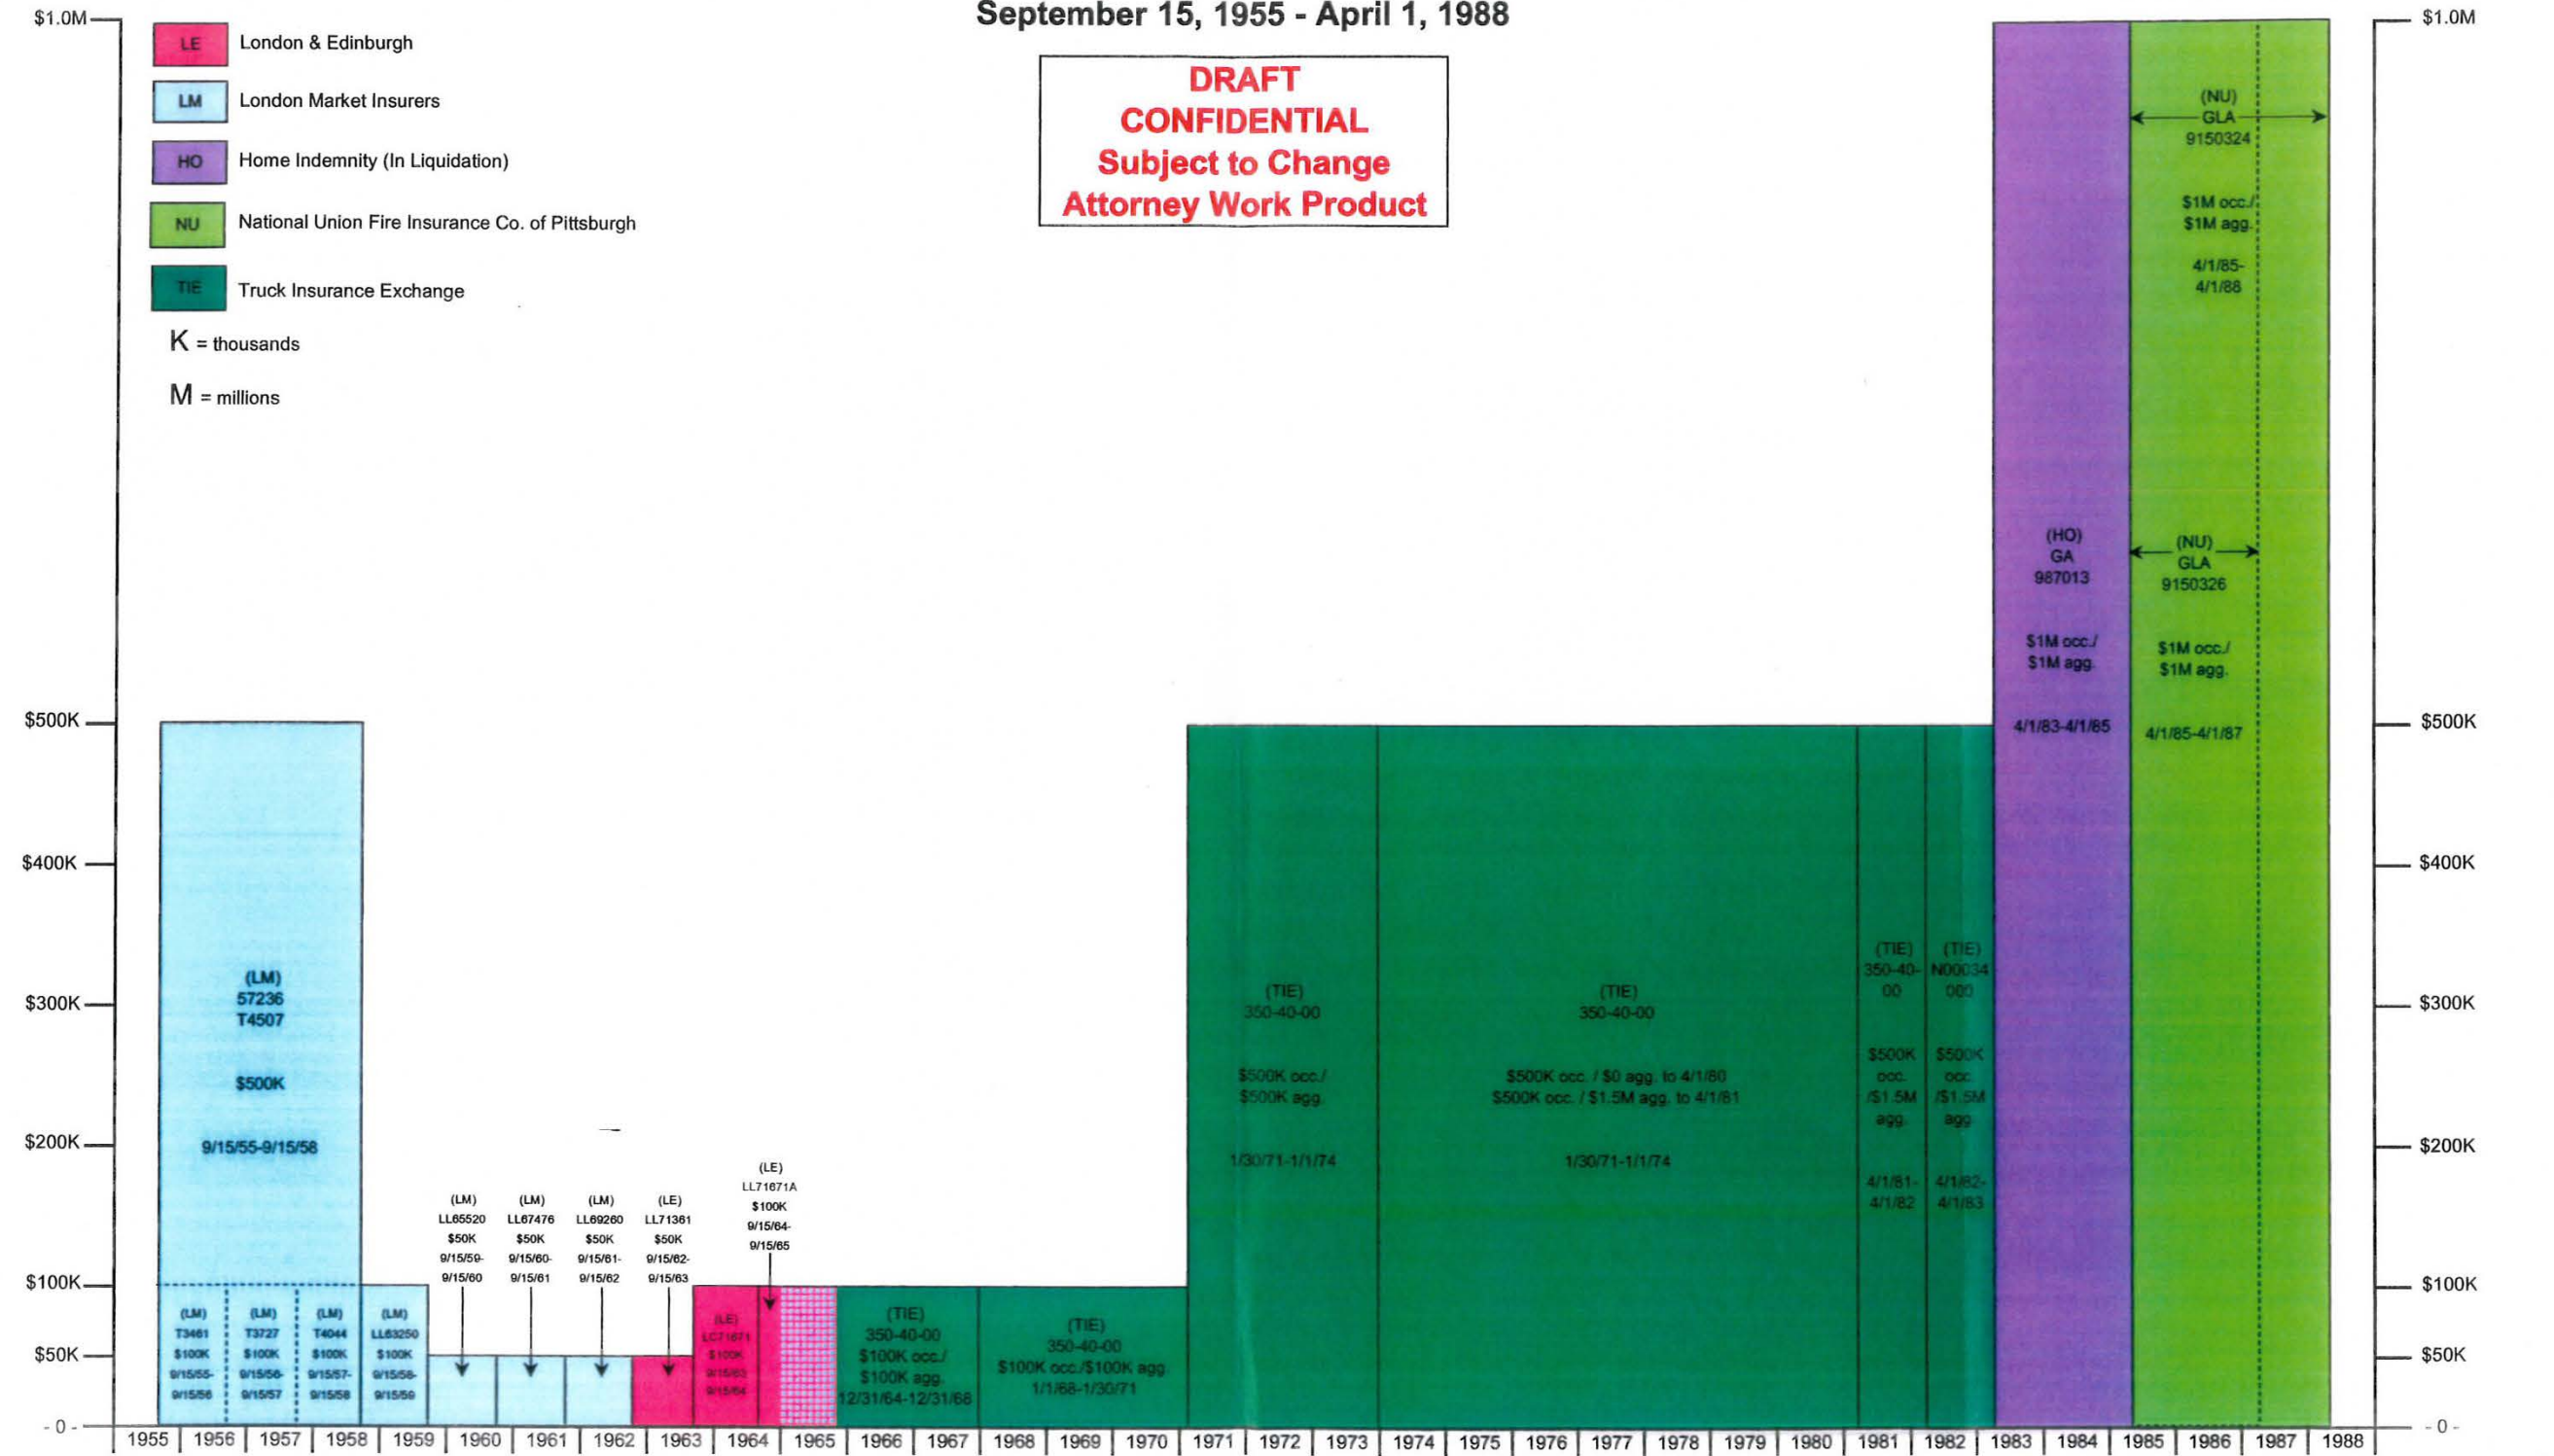 September 15, 1955 - April 1, 1988
DRAFT
CONFIDENTIAL
Subject to Change
Attorney Work Product
LE London & Edinburgh
LM London Market Insurers
HO Home Indemnity (In Liquidation)
NU National Union Fire Insurance Co. of Pittsburgh
TIE Truck Insurance Exchange
K = thousands
M = millions
$1.0M
$500K
$400K
$300K
$200K
$100K
$50K
- 0 -
(LM)
57236
T4507
$500K
9/15/55-9/15/58
(LM)
T3461
$100K
9/15/55-
9/15/56
(LM)
T3727
$100K
9/15/56-
9/15/57
(LM)
T4044
$100K
9/15/57-
9/15/58
(LM)
LL63250
$100K
9/15/58-
9/15/59
(LM)
LL65520
$50K
9/15/59-
9/15/60
(LM)
LL67476
$50K
9/15/60-
9/15/61
(LM)
LL69260
$50K
9/15/61-
9/15/62
(LE)
LL71361
$50K
9/15/62-
9/15/63
(LE)
LC71671
$100K
9/15/63
9/15/64
(LE)
LL71671A
$100K
9/15/64-
9/15/65
(TIE)
350-40-00
$100K occ./
$100K agg.
12/31/64-12/31/68
(TIE)
350-40-00
$100K occ./$100K agg.
1/1/68-1/30/71
(TIE)
350-40-00
$500K occ./
$500K agg.
1/30/71-1/1/74
(TIE)
350-40-00
$500K occ. / $0 agg. to 4/1/80
$500K occ. / $1.5M agg. to 4/1/81
1/30/71-1/1/74
(TIE)
350-40-
00
$500K
occ.
/$1.5M
agg.
4/1/81-
4/1/82
(TIE)
N00034
000
$500K
occ.
/$1.5M
agg.
4/1/82-
4/1/83
(HO)
GA
987013
$1M occ./
$1M agg.
4/1/83-4/1/85
(NU)
GLA
9150324
$1M occ./
$1M agg.
4/1/85-
4/1/88
(NU)
GLA
9150326
$1M occ./
$1M agg.
4/1/85-4/1/87
$1.0M
$500K
$400K
$300K
$200K
$100K
$50K
- 0 -
1955 1956 1957 1958 1959 1960 1961 1962 1963 1964 1965 1966 1967 1968 1969 1970 1971 1972 1973 1974 1975 1976 1977 1978 1979 1980 1981 1982 1983 1984 1985 1986 1987 1988